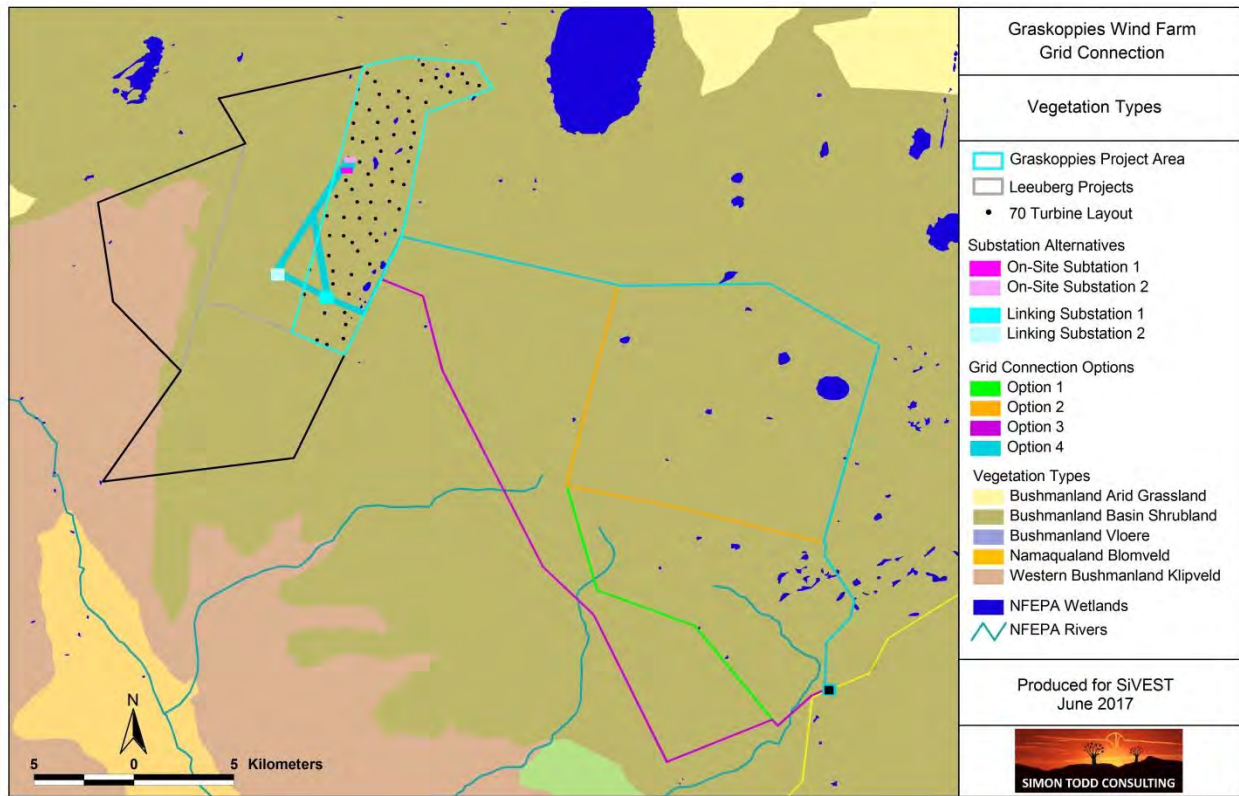 Graskoppies Wind Farm
Grid Connection
Vegetation Types
Graskoppies Project Area
Leeuberg Projects
70 Turbine Layout
Substation Alternatives
On-Site Subtation 1
On-Site Substation 2
Linking Substation 1
Linking Substation 2
Grid Connection Options
Option 1
Option 2
Option 3
Option 4
Vegetation Types
Bushmanland Arid Grassland
Bushmanland Basin Shrubland
Bushmanland Vloere
Namaqualand Blomveld
Western Bushmanland Klipveld
NFEPA Wetlands
NFEPA Rivers
Produced for SiVEST
June 2017
SIMON TODD CONSULTING
N
5 0 5 Kilometers